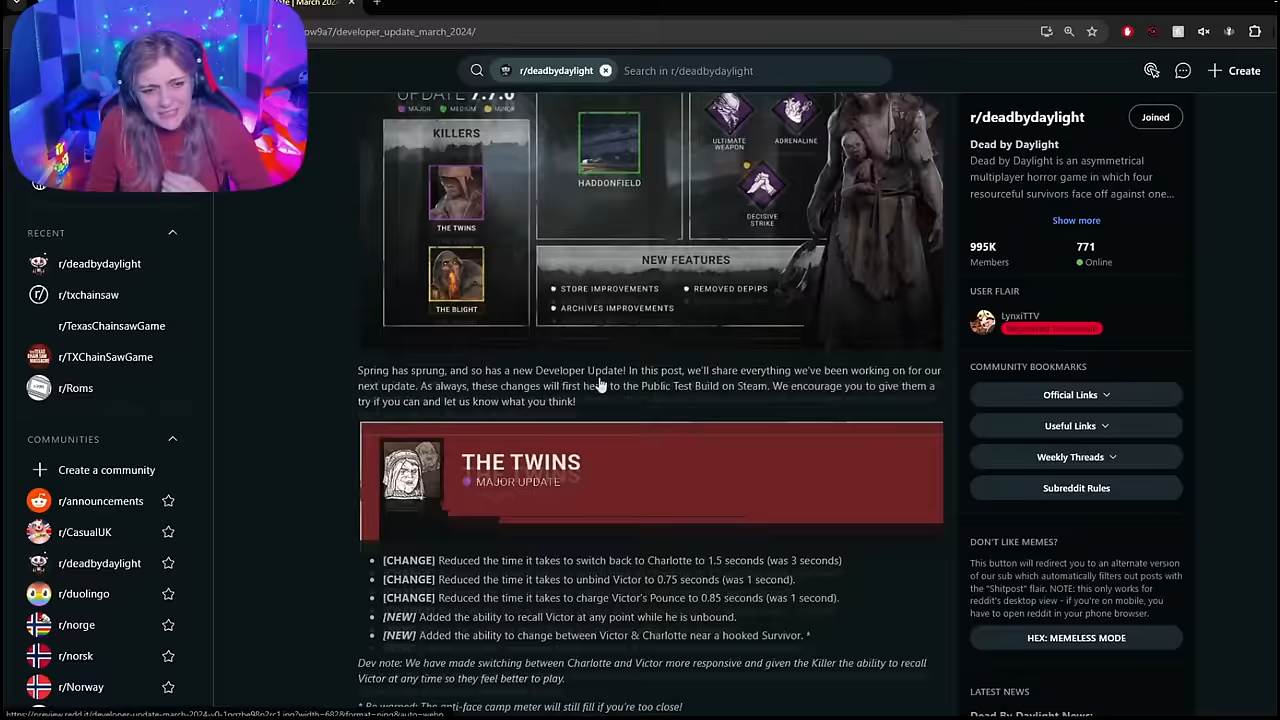 te | March 202
ow9a7/developer_update_march_2024/
r/deadbydaylight
Search in r/deadbydaylight
Create
UPDATE 7.7.0
MAJOR
MEDIUM
MINOR
KILLERS
THE TWINS
THE BLIGHT
HADDONFIELD
ULTIMATE WEAPON
ADRENALINE
DECISIVE STRIKE
NEW FEATURES
STORE IMPROVEMENTS
REMOVED DEPIPS
ARCHIVES IMPROVEMENTS
Spring has sprung, and so has a new Developer Update! In this post, we'll share everything we've been working on for our
next update. As always, these changes will first to the Public Test Build on Steam. We encourage you to give them a
try if you can and let us know what you think!
THE TWINS
MAJOR UPDATE
[CHANGE] Reduced the time it takes to switch back to Charlotte to 1.5 seconds (was 3 seconds)
[CHANGE] Reduced the time it takes to unbind Victor to 0.75 seconds (was 1 second).
[CHANGE] Reduced the time it takes to charge Victor's Pounce to 0.85 seconds (was 1 second).
[NEW] Added the ability to recall Victor at any point while he is unbound.
[NEW] Added the ability to change between Victor & Charlotte near a hooked Survivor. *
Dev note: We have made switching between Charlotte and Victor more responsive and given the Killer the ability to recall
Victor at any time so they feel better to play.
* Be warned: The anti-face camp meter will still fill if you're too close!
RECENT
r/deadbydaylight
r/txchainsaw
r/TexasChainsawGame
r/TXChainSawGame
r/Roms
COMMUNITIES
Create a community
r/announcements
r/CasualUK
r/deadbydaylight
r/duolingo
r/norge
r/norsk
r/Norway
r/deadbydaylight
Joined
Dead by Daylight
Dead by Daylight is an asymmetrical
multiplayer horror game in which four
resourceful survivors face off against one...
Show more
995K
771
Members
Online
USER FLAIR
LynxiTTV
COMMUNITY BOOKMARKS
Official Links
Useful Links
Weekly Threads
Subreddit Rules
DON'T LIKE MEMES?
This button will redirect you to an alternate version
of our sub which automatically filters out posts with
the "Shitpost" flair. NOTE: this only works for
reddit's desktop view - if you're on mobile, you
have to open reddit in your phone browser.
HEX: MEMELESS MODE
LATEST NEWS
Dead By Daylight News: